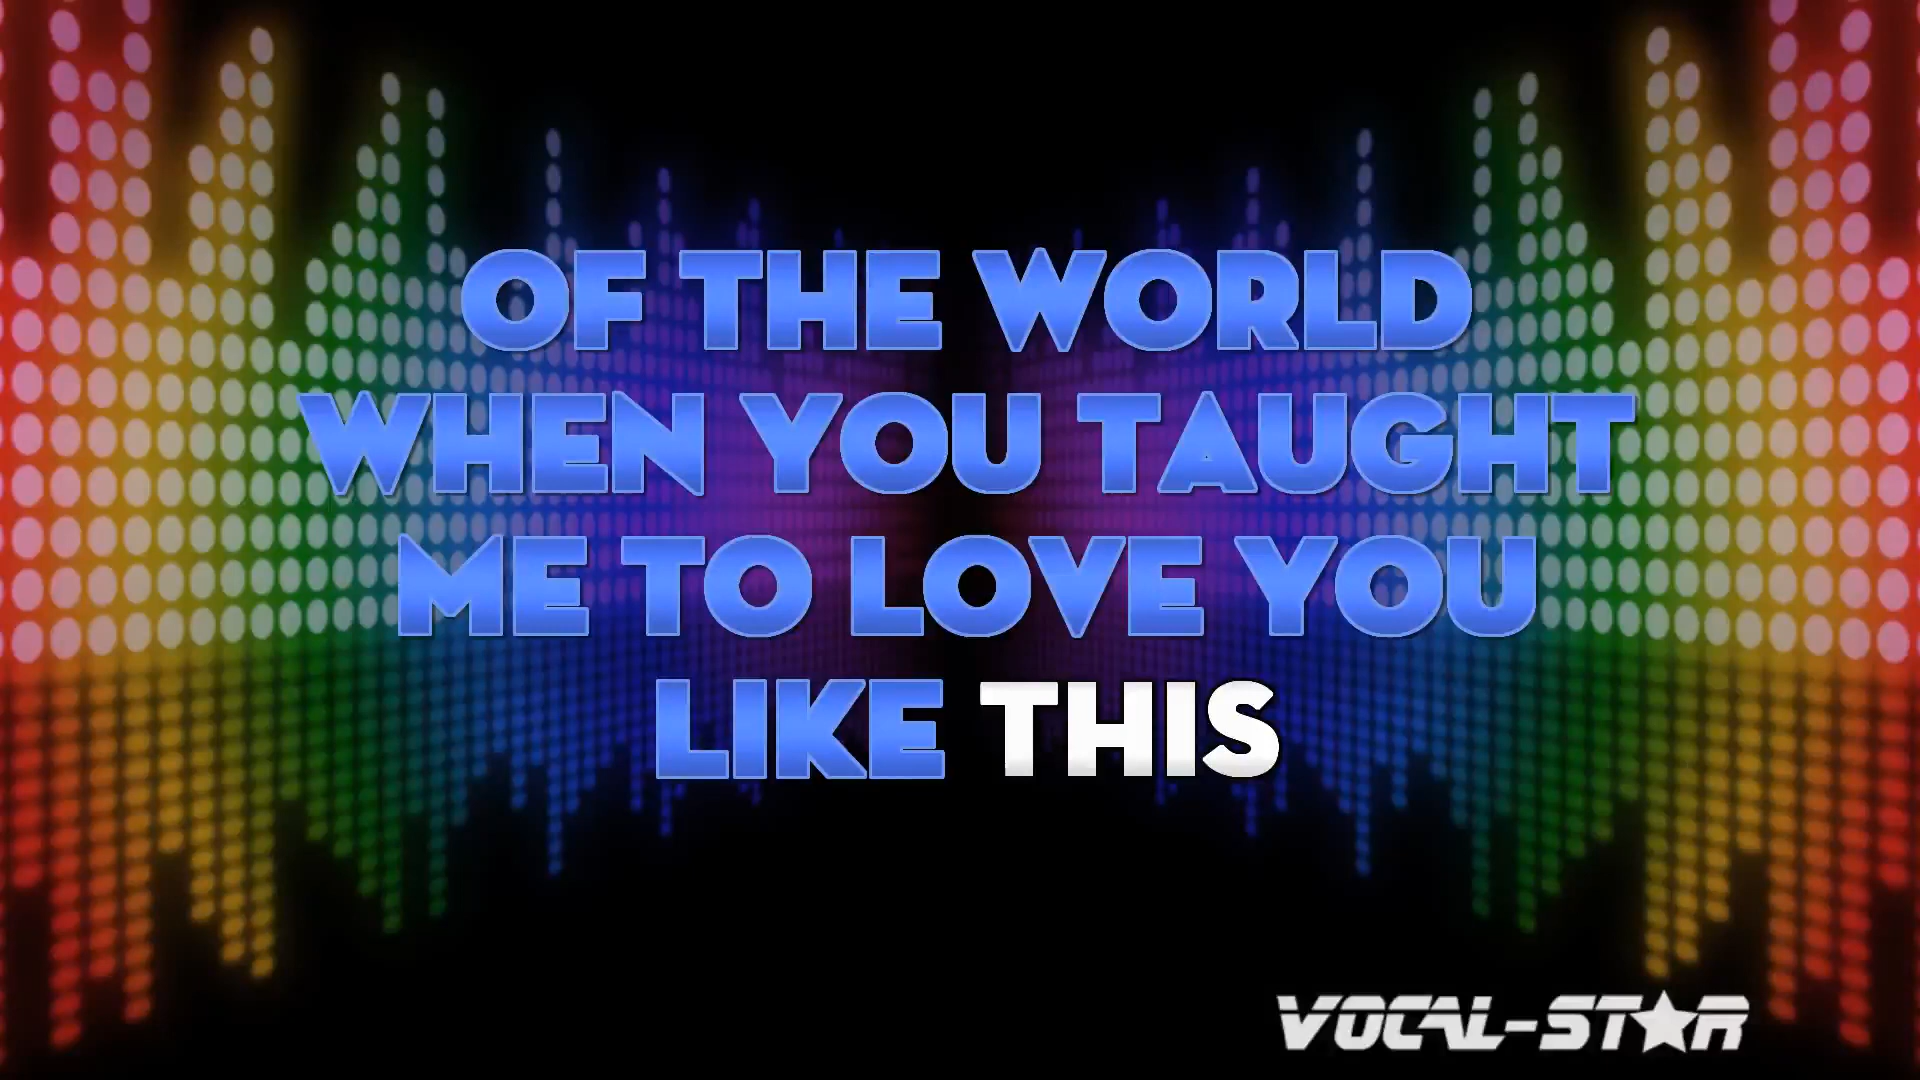 OF THE WORLD
WHEN YOU TAUGHT
ME TO LOVE YOU
LIKE THIS
VOCAL-STAR